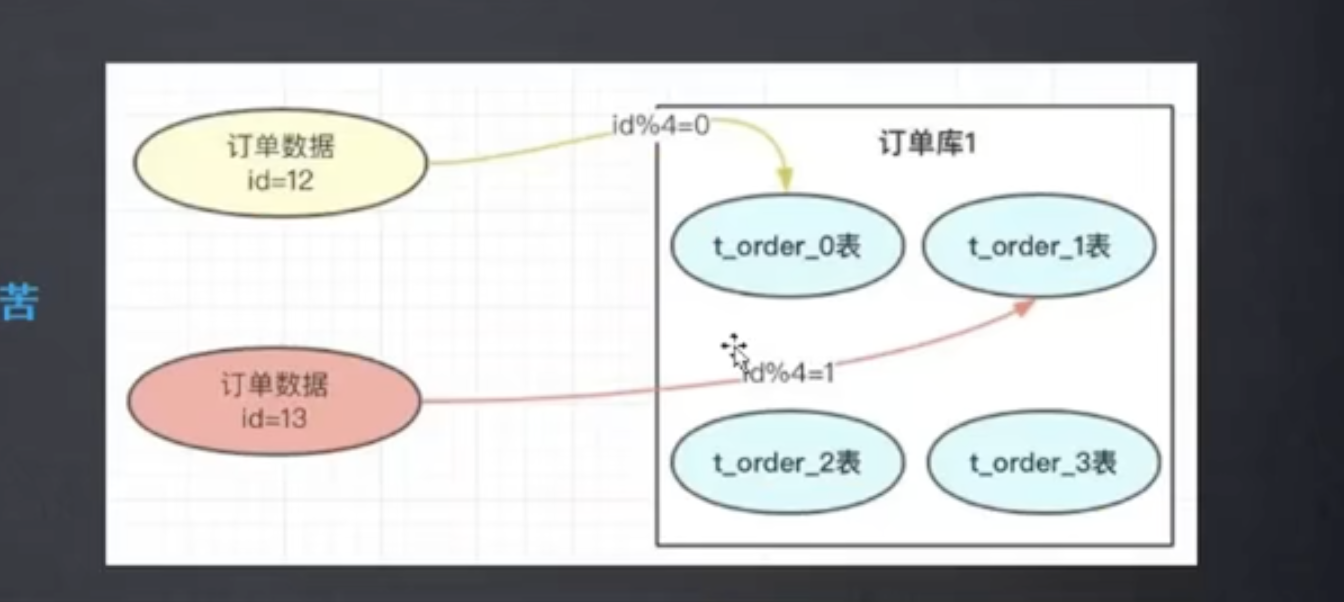 订单数据
id=12
id%4=0
订单库1
t_order_0表
t_order_1表
苦
订单数据
id=13
id%4=1
t_order_2表
t_order_3表